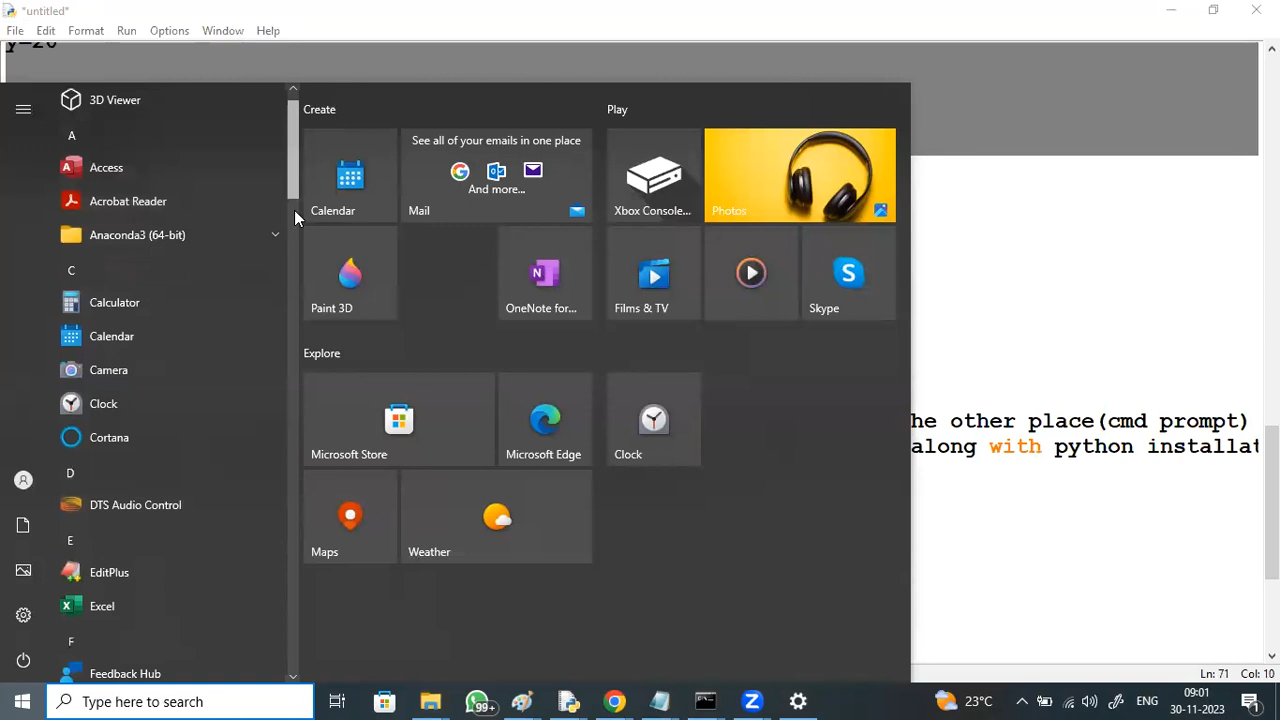 *untitled*
File Edit Format Run Options Window Help
y=20
3D Viewer
A
Access
Acrobat Reader
Anaconda3 (64-bit)
C
Calculator
Calendar
Camera
Clock
Cortana
D
DTS Audio Control
E
EditPlus
Excel
F
Feedback Hub
Create
Calendar
See all of your emails in one place
And more...
Mail
Paint 3D
OneNote for...
Play
Xbox Console...
Photos
Films & TV
Skype
Explore
Microsoft Store
Microsoft Edge
Clock
Maps
Weather
he other place(cmd prompt)
along with python installat
Ln: 71 Col: 10
Type here to search
99+
23°C
ENG
09:01
30-11-2023
1